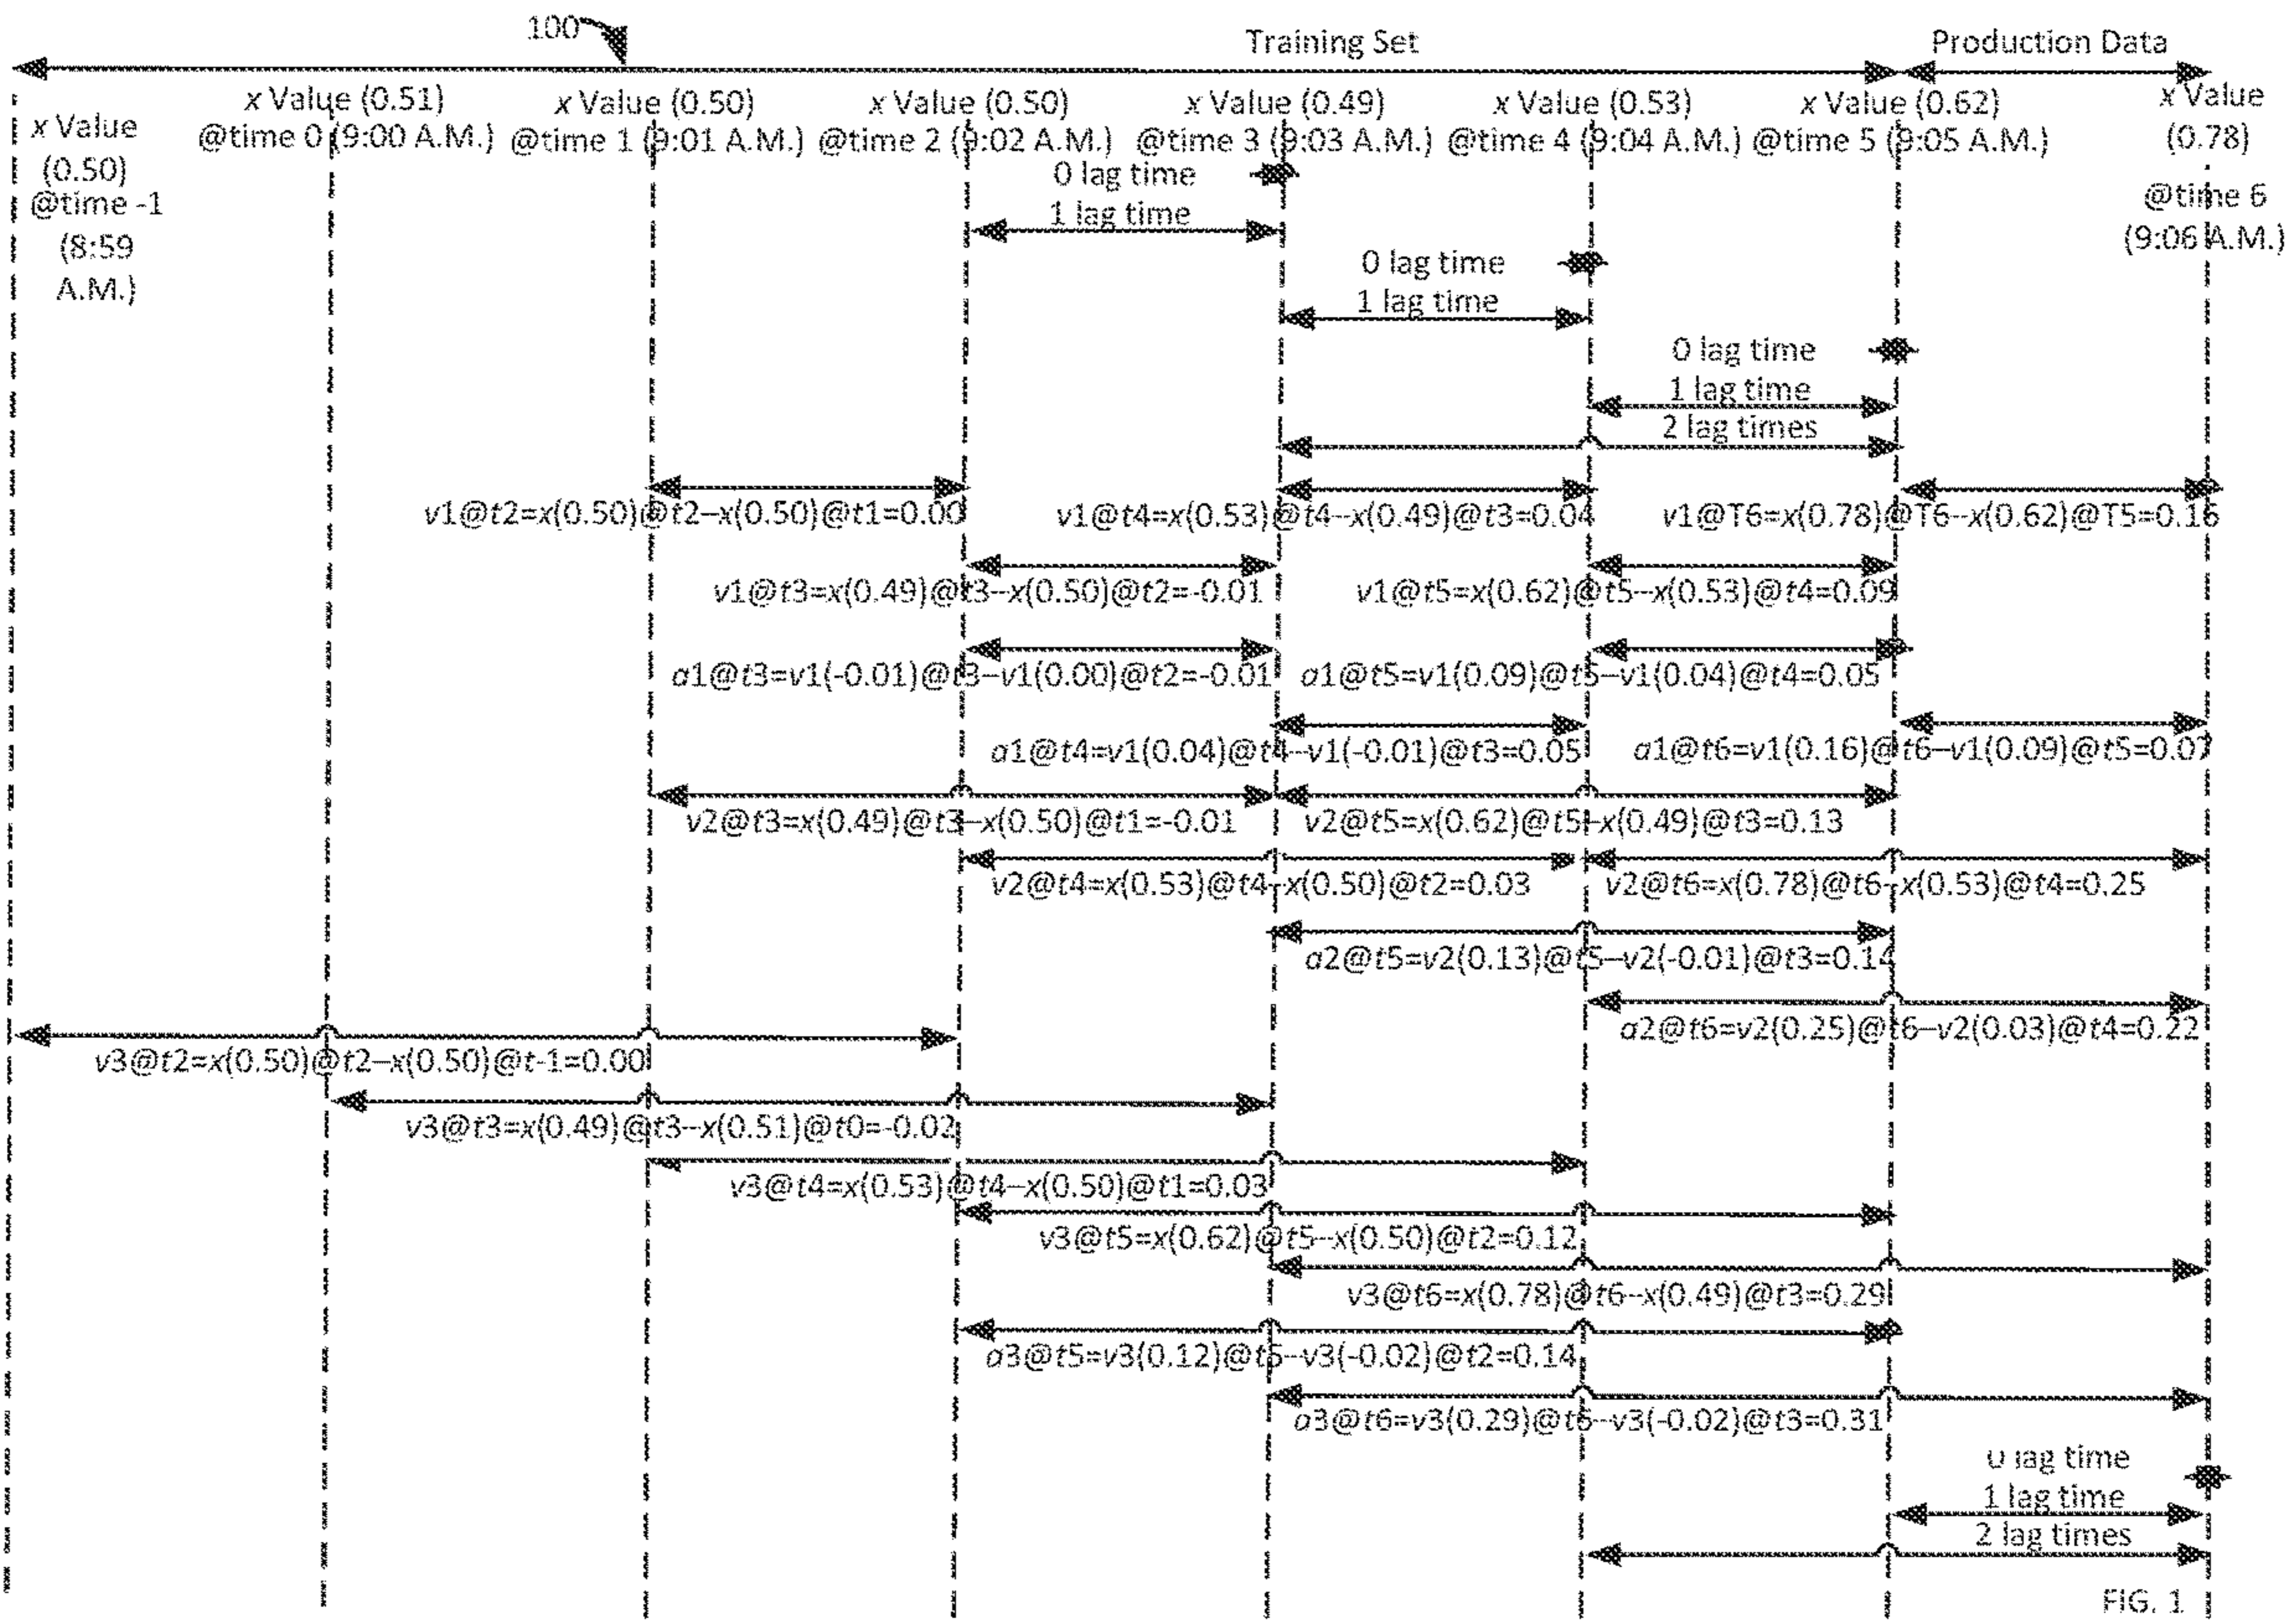 100
Training Set
Production Data
x Value (0.50) @time -1 (8:59 A.M.)
x Value (0.51) @time 0 (9:00 A.M.)
x Value (0.50) @time 1 (9:01 A.M.)
x Value (0.50) @time 2 (9:02 A.M.)
x Value (0.49) @time 3 (9:03 A.M.)
x Value (0.53) @time 4 (9:04 A.M.)
x Value (0.62) @time 5 (9:05 A.M.)
x Value (0.78) @time 6 (9:06 A.M.)
0 lag time
1 lag time
0 lag time
1 lag time
0 lag time
1 lag time
2 lag times
v1@t2=x(0.50)@t2–x(0.50)@t1=0.00
v1@t4=x(0.53)@t4–x(0.49)@t3=0.04
v1@T6=x(0.78)@T6–x(0.62)@T5=0.16
v1@t3=x(0.49)@t3–x(0.50)@t2=-0.01
v1@t5=x(0.62)@t5–x(0.53)@t4=0.09
a1@t3=v1(-0.01)@t3–v1(0.00)@t2=-0.01
a1@t5=v1(0.09)@t5–v1(0.04)@t4=0.05
a1@t4=v1(0.04)@t4–v1(-0.01)@t3=0.05
a1@t6=v1(0.16)@t6–v1(0.09)@t5=0.07
v2@t3=x(0.49)@t3–x(0.50)@t1=-0.01
v2@t5=x(0.62)@t5–x(0.49)@t3=0.13
v2@t4=x(0.53)@t4–x(0.50)@t2=0.03
v2@t6=x(0.78)@t6–x(0.53)@t4=0.25
a2@t5=v2(0.13)@t5–v2(-0.01)@t3=0.14
a2@t6=v2(0.25)@t6–v2(0.03)@t4=0.22
v3@t2=x(0.50)@t2–x(0.50)@t-1=0.00
v3@t3=x(0.49)@t3–x(0.51)@t0=-0.02
v3@t4=x(0.53)@t4–x(0.50)@t1=0.03
v3@t5=x(0.62)@t5–x(0.50)@t2=0.12
v3@t6=x(0.78)@t6–x(0.49)@t3=0.29
a3@t5=v3(0.12)@t5–v3(-0.02)@t2=0.14
a3@t6=v3(0.29)@t6–v3(-0.02)@t3=0.31
0 lag time
1 lag time
2 lag times
FIG. 1